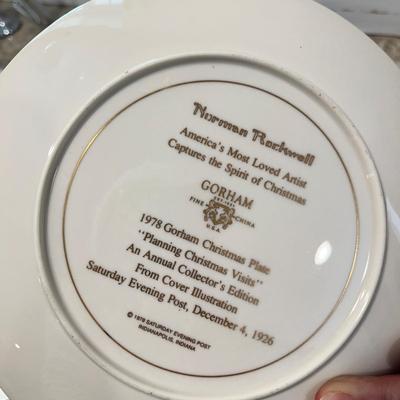 Norman Rockwell
America's Most Loved Artist
Captures the Spirit of Christmas
GORHAM
FINE CHINA
U.S.A.
1978 Gorham Christmas Plate
"Planning Christmas Visits"
An Annual Collector's Edition
From Cover Illustration
Saturday Evening Post, December 4, 1926
© 1978 SATURDAY EVENING POST
INDIANAPOLIS, INDIANA